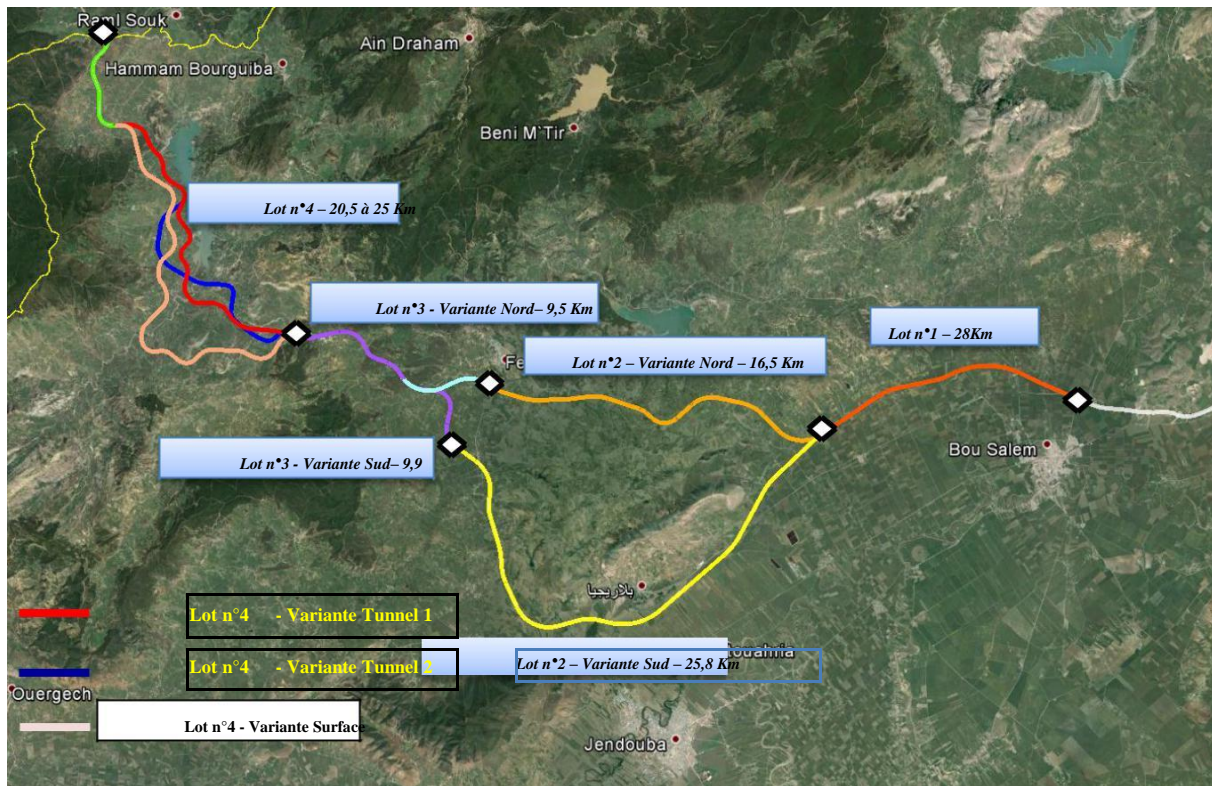 Raml Souk
Ain Draham
Hammam Bourguiba
Beni M`Tir
Lot n°4 – 20,5 à 25 Km
Lot n°3 - Variante Nord– 9,5 Km
Lot n°1 – 28Km
Fe
Lot n°2 – Variante Nord – 16,5 Km
Bou Salem
Lot n°3 - Variante Sud– 9,9
بلاريجيا
Lot n°4 - Variante Tunnel 1
Lot n°2 – Variante Sud – 25,8 Km
Lot n°4 - Variante Tunnel 2
Ouergech
Lot n°4 - Variante Surface
Jendouba